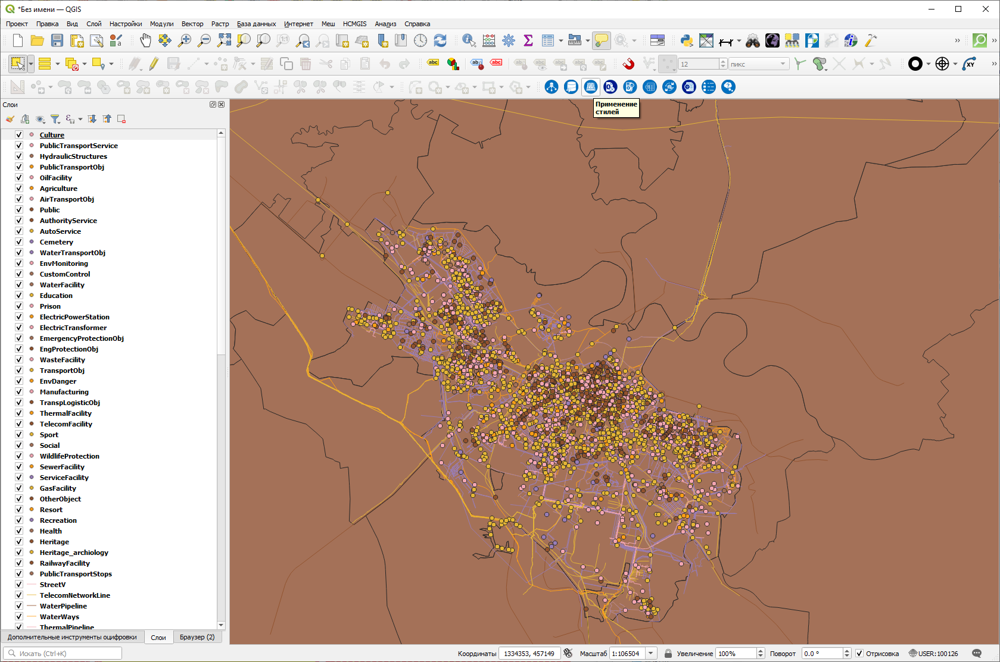 *Без имени — QGIS
Проект Правка Вид Слой Настройки Модули Вектор Растр База данных Интернет Меш HCMGIS Анализ Справка
12 пикс
Применение
стилей
Слои
Culture
PublicTransportService
HydraulicStructures
PublicTransportObj
OilFacility
Agriculture
AirTransportObj
Public
AuthorityService
AutoService
Cemetery
WaterTransportObj
EnvMonitoring
CustomControl
WaterFacility
Education
Prison
ElectricPowerStation
ElectricTransformer
EmergencyProtectionObj
EngProtectionObj
WasteFacility
TransportObj
EnvDanger
Manufacturing
TranspLogisticObj
ThermalFacility
TelecomFacility
Sport
Social
WildlifeProtection
SewerFacility
ServiceFacility
GasFacility
OtherObject
Resort
Recreation
Health
Heritage
Heritage_archiology
RailwayFacility
PublicTransportStops
StreetV
TelecomNetworkLine
WaterPipeline
WaterWays
ThermalPipeline
Дополнительные инструменты оцифровки Слои Браузер (2)
Искать (Ctrl+K) Координаты 1334353, 457149 Масштаб 1:106504 Увеличение 100% Поворот 0.0 ° Отрисовка USER:100126